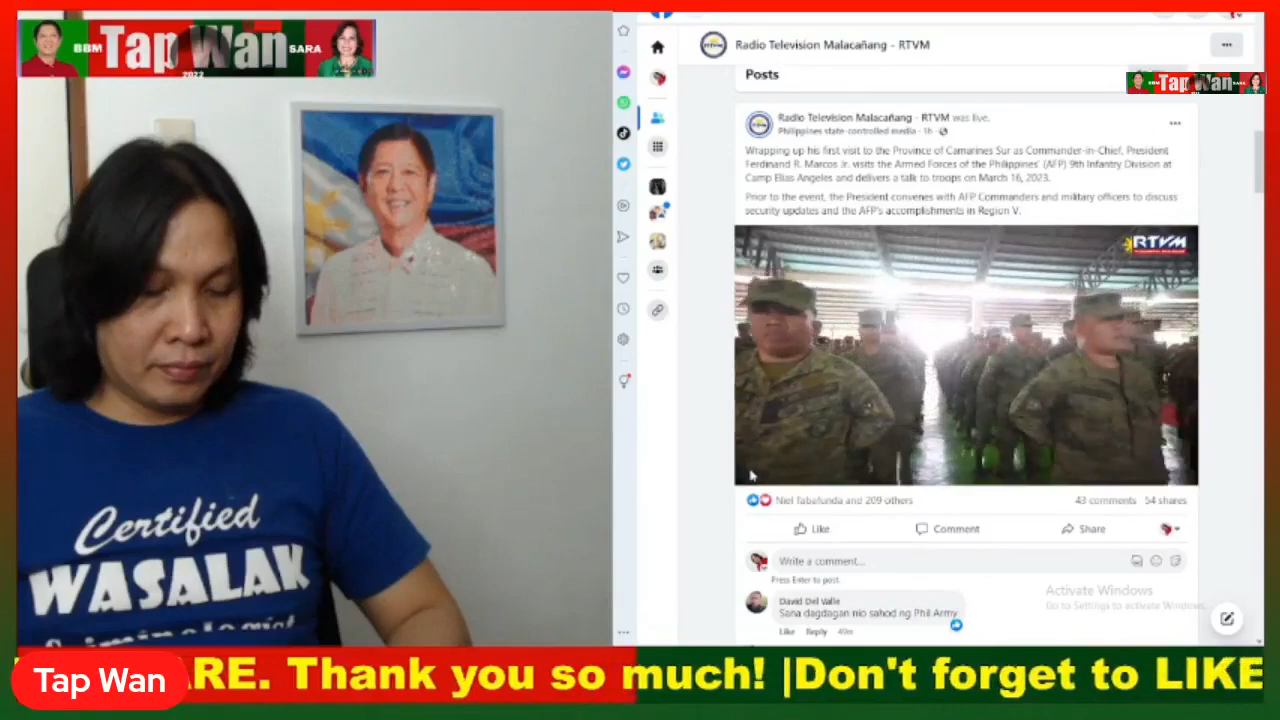 BBM Tap Wan SARA
2022
Certified
WASALAK
Criminologist
Radio Television Malacañang - RTVM
Posts
BBM Tap Wan SARA
Radio Television Malacañang - RTVM was live.
Philippines state-controlled media · 1h ·
Wrapping up his first visit to the Province of Camarines Sur as Commander-in-Chief, President
Ferdinand R. Marcos Jr. visits the Armed Forces of the Philippines' (AFP) 9th Infantry Division at
Camp Elias Angeles and delivers a talk to troops on March 16, 2023.
Prior to the event, the President convenes with AFP Commanders and military officers to discuss
security updates and the AFP's accomplishments in Region V.
RTVM
Niel Tabafunda and 209 others
43 comments 54 shares
Like Comment Share
Write a comment...
Press Enter to post.
David Del Valle
Sana dagdagan nio sahod ng Phil Army
Like Reply 49m
Activate Windows
Go to Settings to activate Windows.
Tap Wan
ARE. Thank you so much! |Don't forget to LIKE